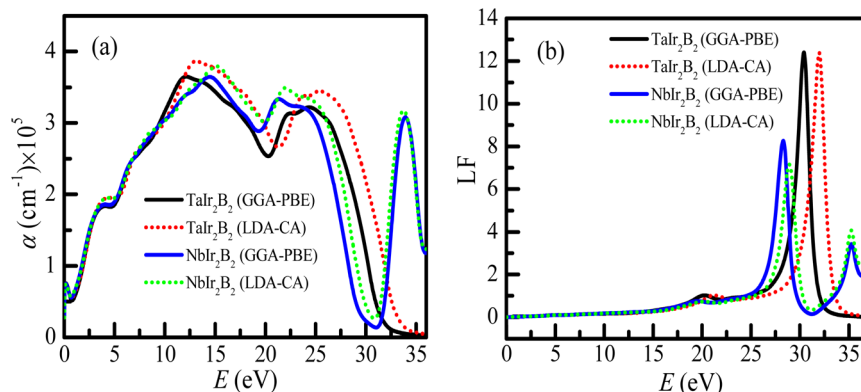 (a)
4
3
2
1
0
α (cm⁻¹)×10⁵
TaIr₂B₂ (GGA-PBE)
TaIr₂B₂ (LDA-CA)
NbIr₂B₂ (GGA-PBE)
NbIr₂B₂ (LDA-CA)
0 5 10 15 20 25 30 35
E (eV)
(b)
14
12
10
8
6
4
2
0
LF
TaIr₂B₂ (GGA-PBE)
TaIr₂B₂ (LDA-CA)
NbIr₂B₂ (GGA-PBE)
NbIr₂B₂ (LDA-CA)
0 5 10 15 20 25 30 35
E (eV)